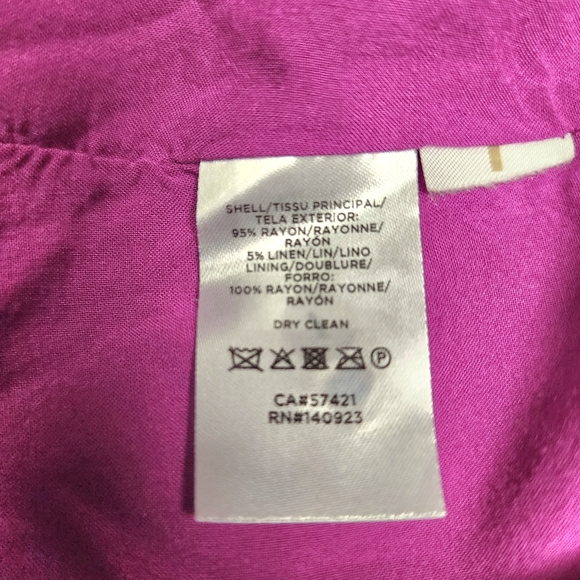 SHELL/TISSU PRINCIPAL/
TELA EXTERIOR:
95% RAYON/RAYONNE/
RAYÓN
5% LINEN/LIN/LINO
LINING/DOUBLURE/
FORRO:
100% RAYON/RAYONNE/
RAYÓN
DRY CLEAN
P
CA#57421
RN#140923